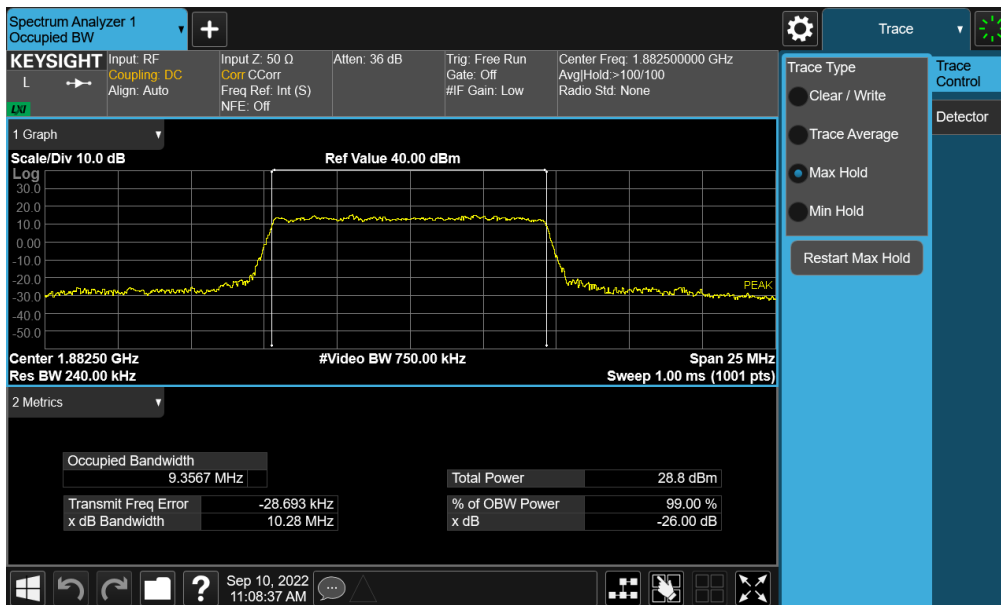 Spectrum Analyzer 1
Occupied BW
+
Trace
KEYSIGHT
L
LXI
Input: RF
Coupling: DC
Align: Auto
Input Z: 50 Ω
Corr CCorr
Freq Ref: Int (S)
NFE: Off
Atten: 36 dB
Trig: Free Run
Gate: Off
#IF Gain: Low
Center Freq: 1.882500000 GHz
Avg|Hold:>100/100
Radio Std: None
1 Graph
Scale/Div 10.0 dB
Ref Value 40.00 dBm
Log
30.0
20.0
10.0
0.00
-10.0
-20.0
-30.0
-40.0
-50.0
PEAK
Center 1.88250 GHz
#Video BW 750.00 kHz
Span 25 MHz
Res BW 240.00 kHz
Sweep 1.00 ms (1001 pts)
2 Metrics
Occupied Bandwidth
9.3567 MHz
Total Power 28.8 dBm
Transmit Freq Error -28.693 kHz
% of OBW Power 99.00 %
x dB Bandwidth 10.28 MHz
x dB -26.00 dB
Trace Type
Clear / Write
Trace Average
Max Hold
Min Hold
Restart Max Hold
Trace
Control
Detector
?
Sep 10, 2022
11:08:37 AM